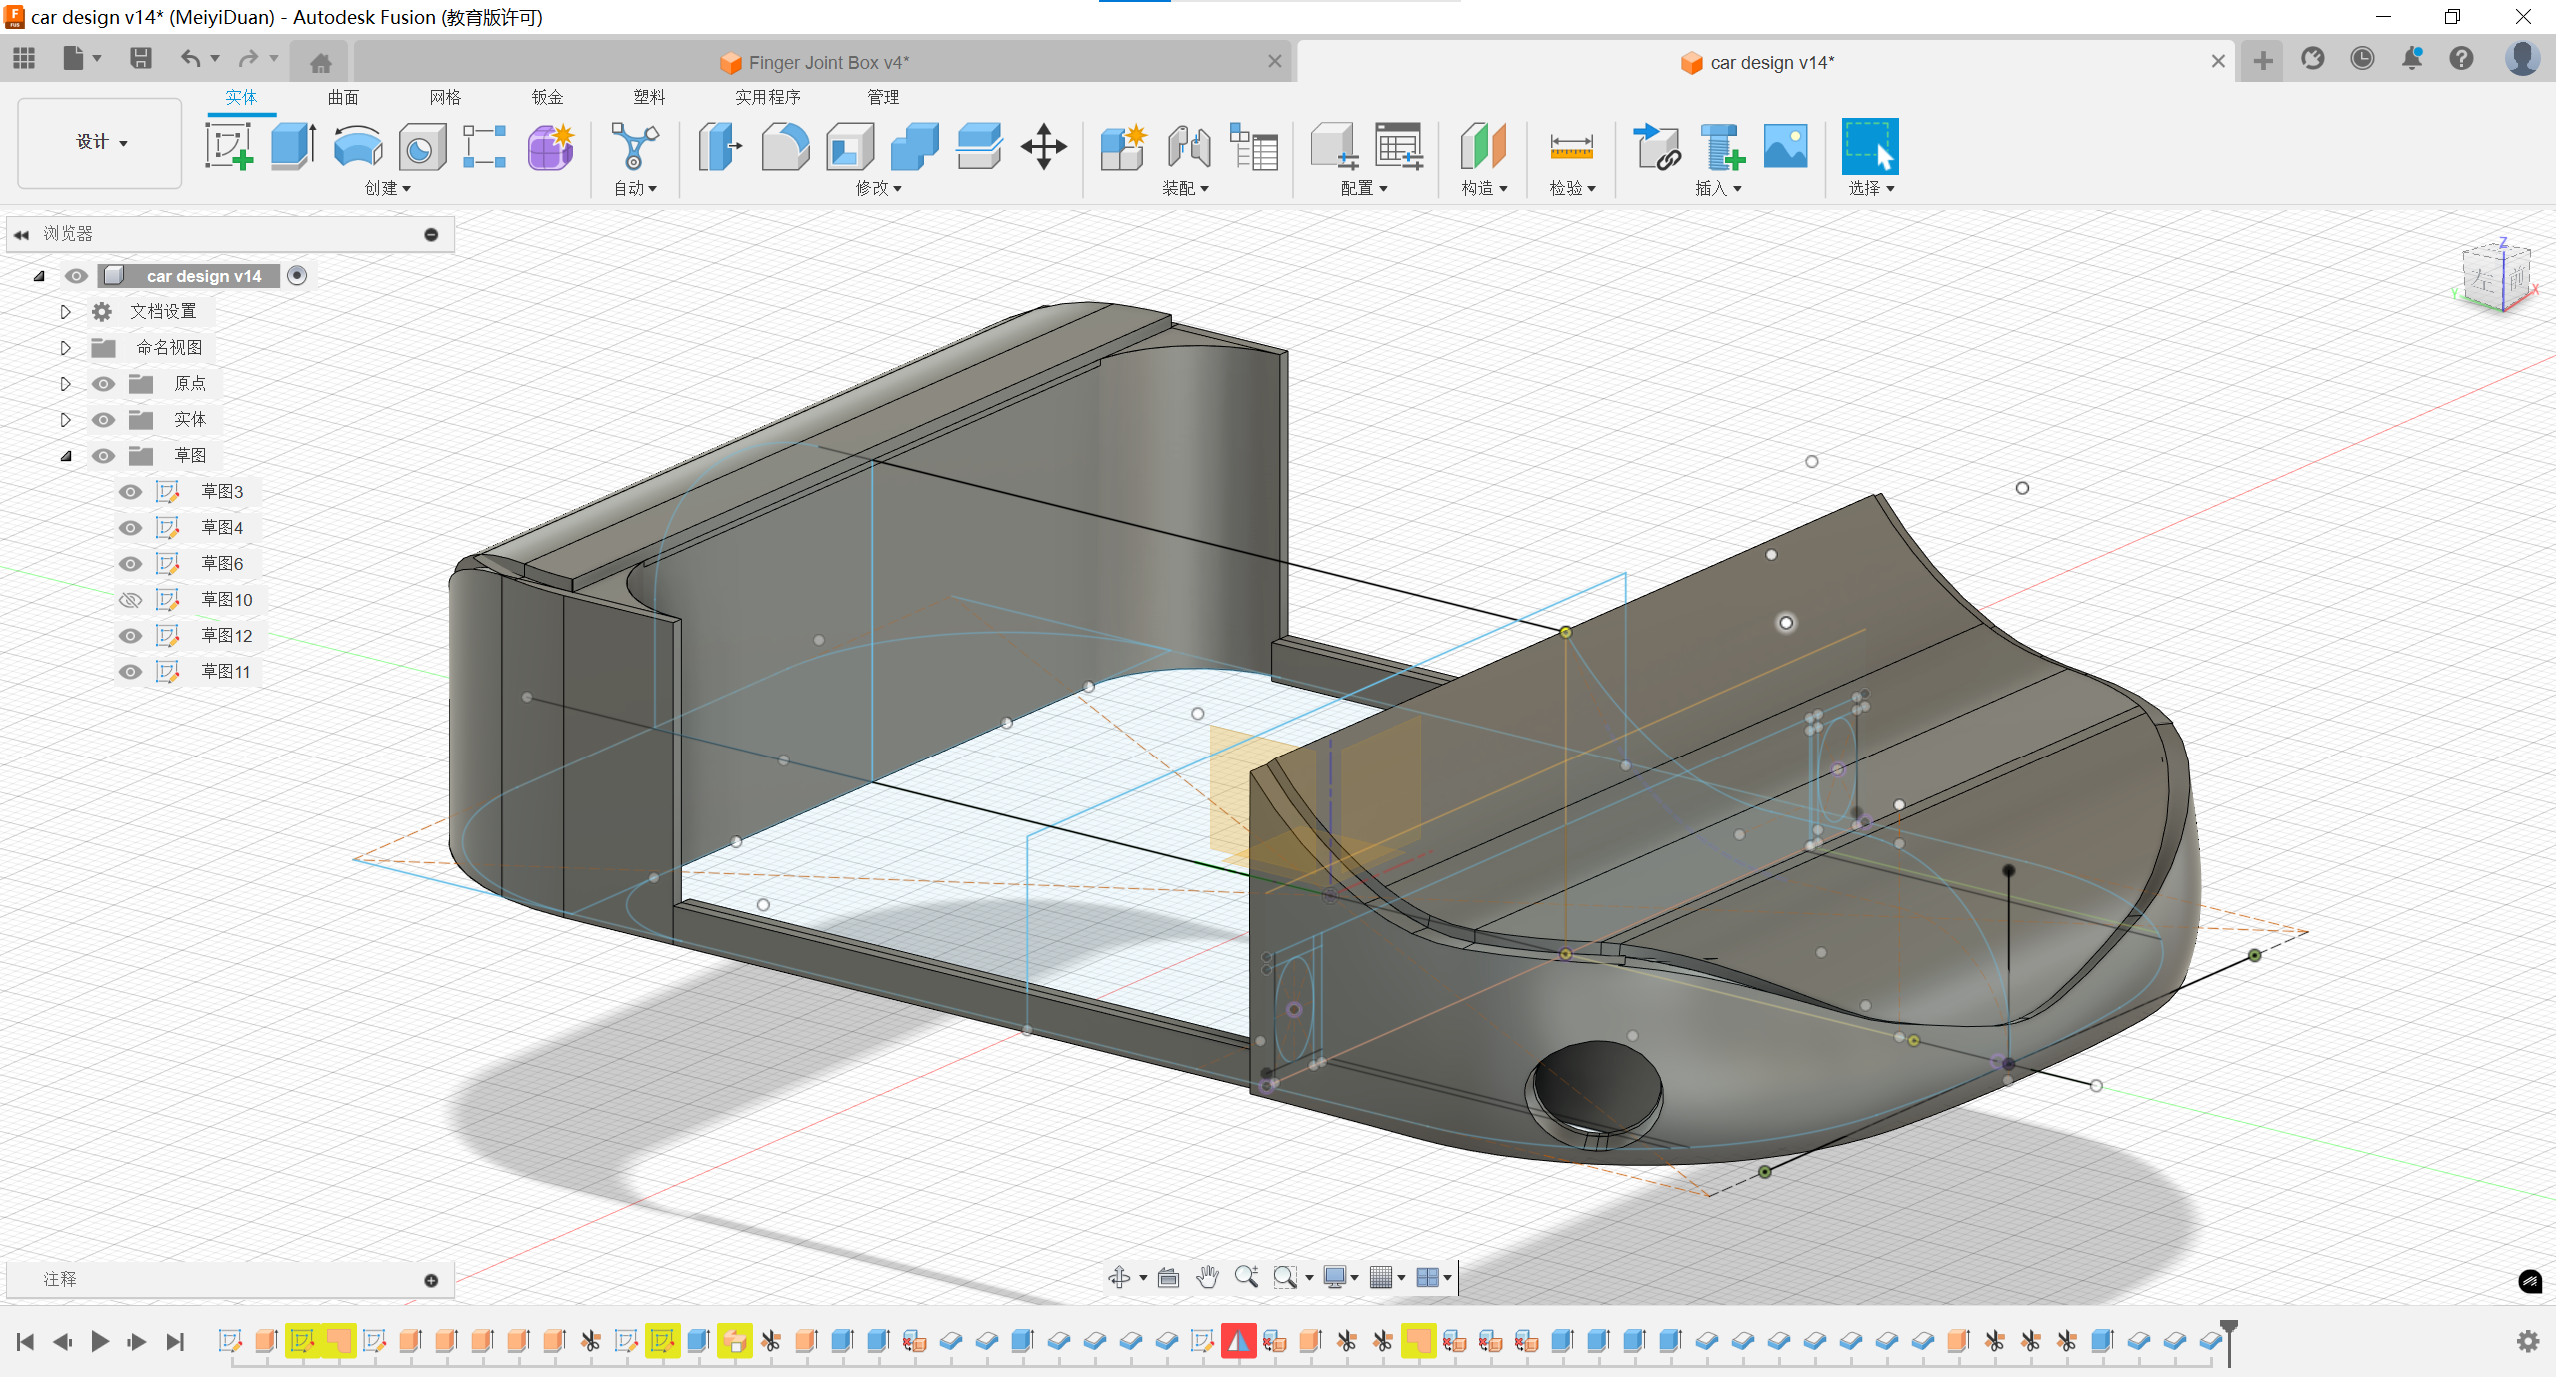 car design v14* (MeiyiDuan) - Autodesk Fusion (教育版许可)
Finger Joint Box v4*
car design v14*
设计
实体 曲面 网格 钣金 塑料 实用程序 管理
创建 自动 修改 装配 配置 构造 检验 插入 选择
浏览器
car design v14
文档设置
命名视图
原点
实体
草图
草图3
草图4
草图6
草图10
草图12
草图11
Z
左 前
Y X
注释